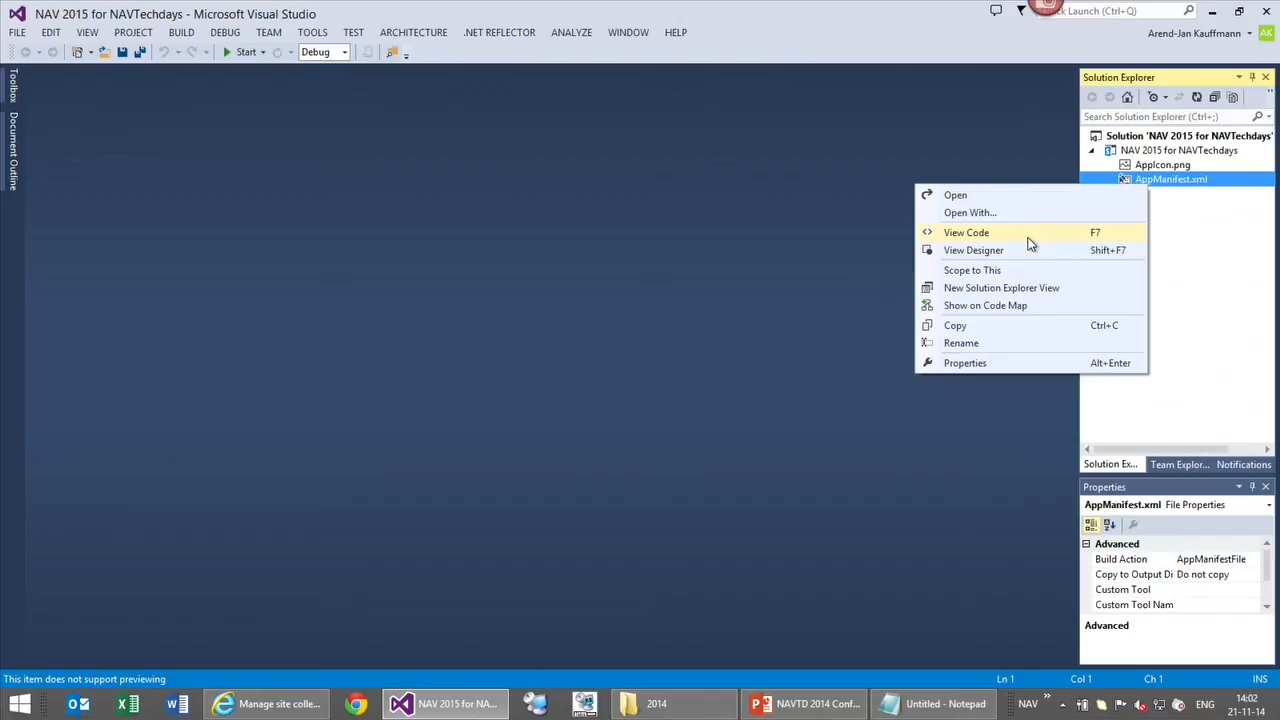 NAV 2015 for NAVTechdays - Microsoft Visual Studio
Launch (Ctrl+Q)
FILE EDIT VIEW PROJECT BUILD DEBUG TEAM TOOLS TEST ARCHITECTURE .NET REFLECTOR ANALYZE WINDOW HELP
Arend-Jan Kauffmann
AK
Start
Debug
Toolbox
Document Outline
Solution Explorer
Search Solution Explorer (Ctrl+;)
Solution 'NAV 2015 for NAVTechdays'
NAV 2015 for NAVTechdays
AppIcon.png
AppManifest.xml
Open
Open With...
View Code F7
View Designer Shift+F7
Scope to This
New Solution Explorer View
Show on Code Map
Copy Ctrl+C
Rename
Properties Alt+Enter
Solution Ex... Team Explor... Notifications
Properties
AppManifest.xml File Properties
Advanced
Build Action AppManifestFile
Copy to Output Di Do not copy
Custom Tool
Custom Tool Nam
Advanced
This item does not support previewing
Ln 1 Col 1 Ch 1 INS
Manage site colle...
NAV 2015 for NA...
2014
NAVTD 2014 Conf...
Untitled - Notepad
NAV
ENG
14:02
21-11-14